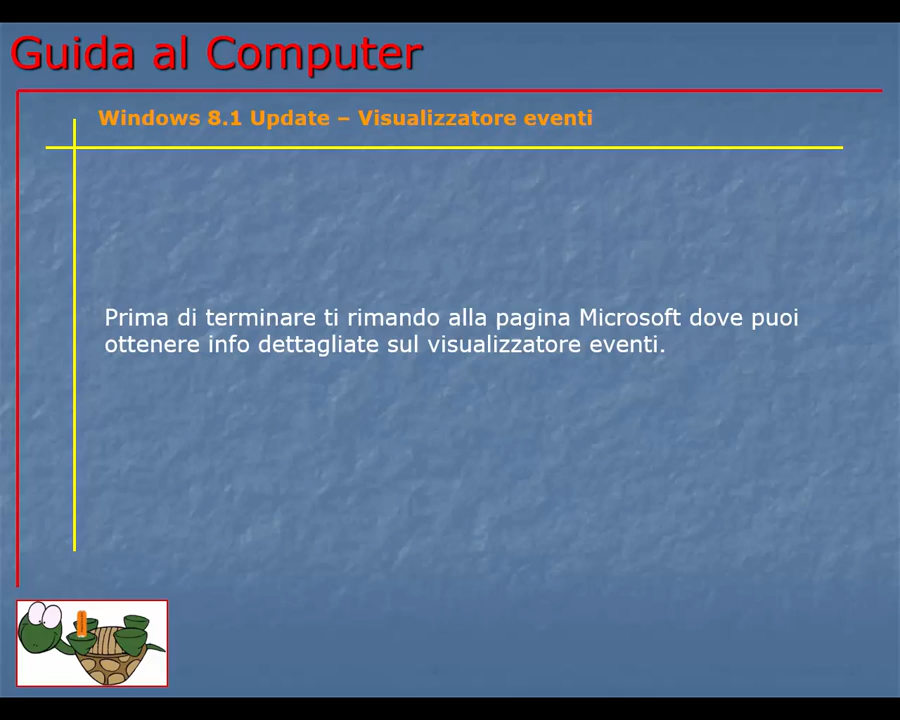 Guida al Computer
Windows 8.1 Update – Visualizzatore eventi
Prima di terminare ti rimando alla pagina Microsoft dove puoi
ottenere info dettagliate sul visualizzatore eventi.